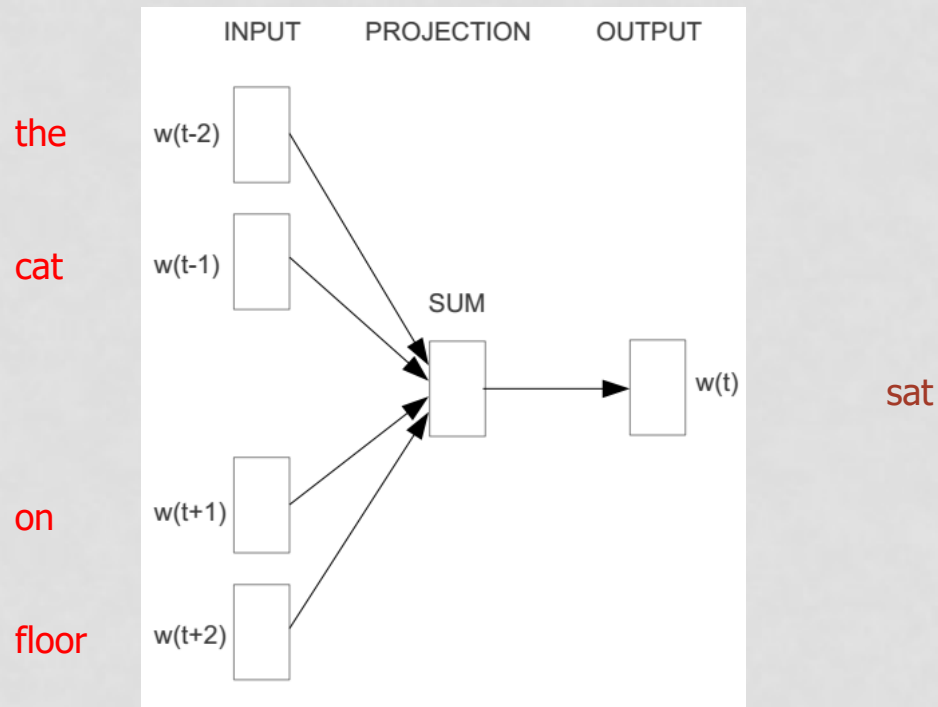 INPUT PROJECTION OUTPUT
the w(t-2)
cat w(t-1)
SUM
w(t) sat
on w(t+1)
floor w(t+2)